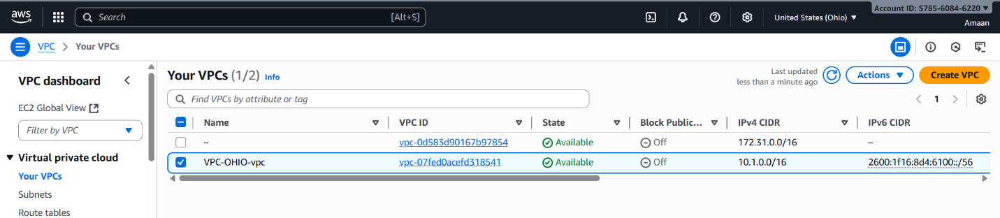 Account ID: 5785-6084-6220
aws Search [Alt+S] United States (Ohio) Amaan
VPC > Your VPCs
VPC dashboard
EC2 Global View
Filter by VPC
Virtual private cloud
Your VPCs
Subnets
Route tables
Your VPCs (1/2) Info
Last updated
less than a minute ago
Actions
Create VPC
Find VPCs by attribute or tag
1
Name VPC ID State Block Public... IPv4 CIDR IPv6 CIDR
– vpc-0d583d90167b97854 Available Off 172.31.0.0/16 –
VPC-OHIO-vpc vpc-07fed0acefd318541 Available Off 10.1.0.0/16 2600:1f16:8d4:6100::/56